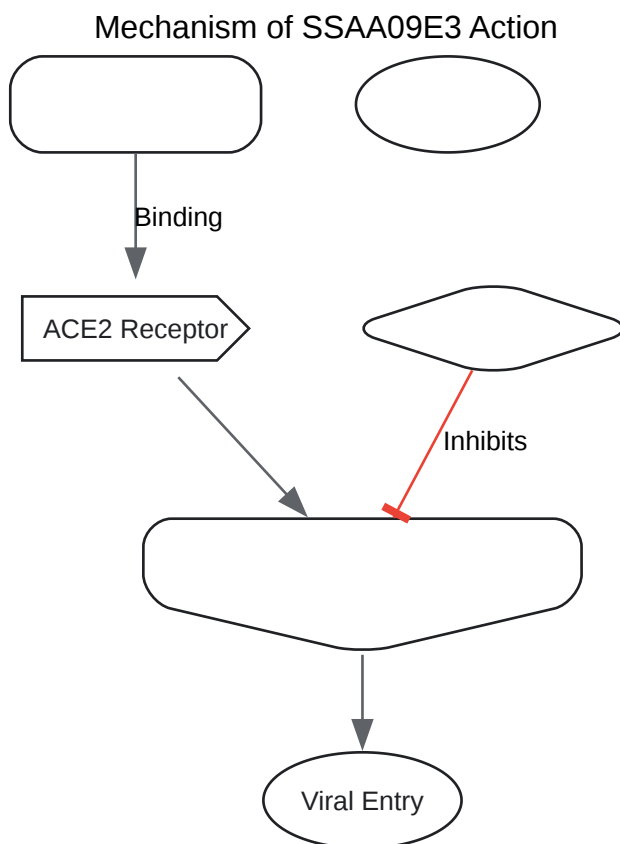 Mechanism of SSAA09E3 Action
Binding
ACE2 Receptor
Inhibits
Viral Entry